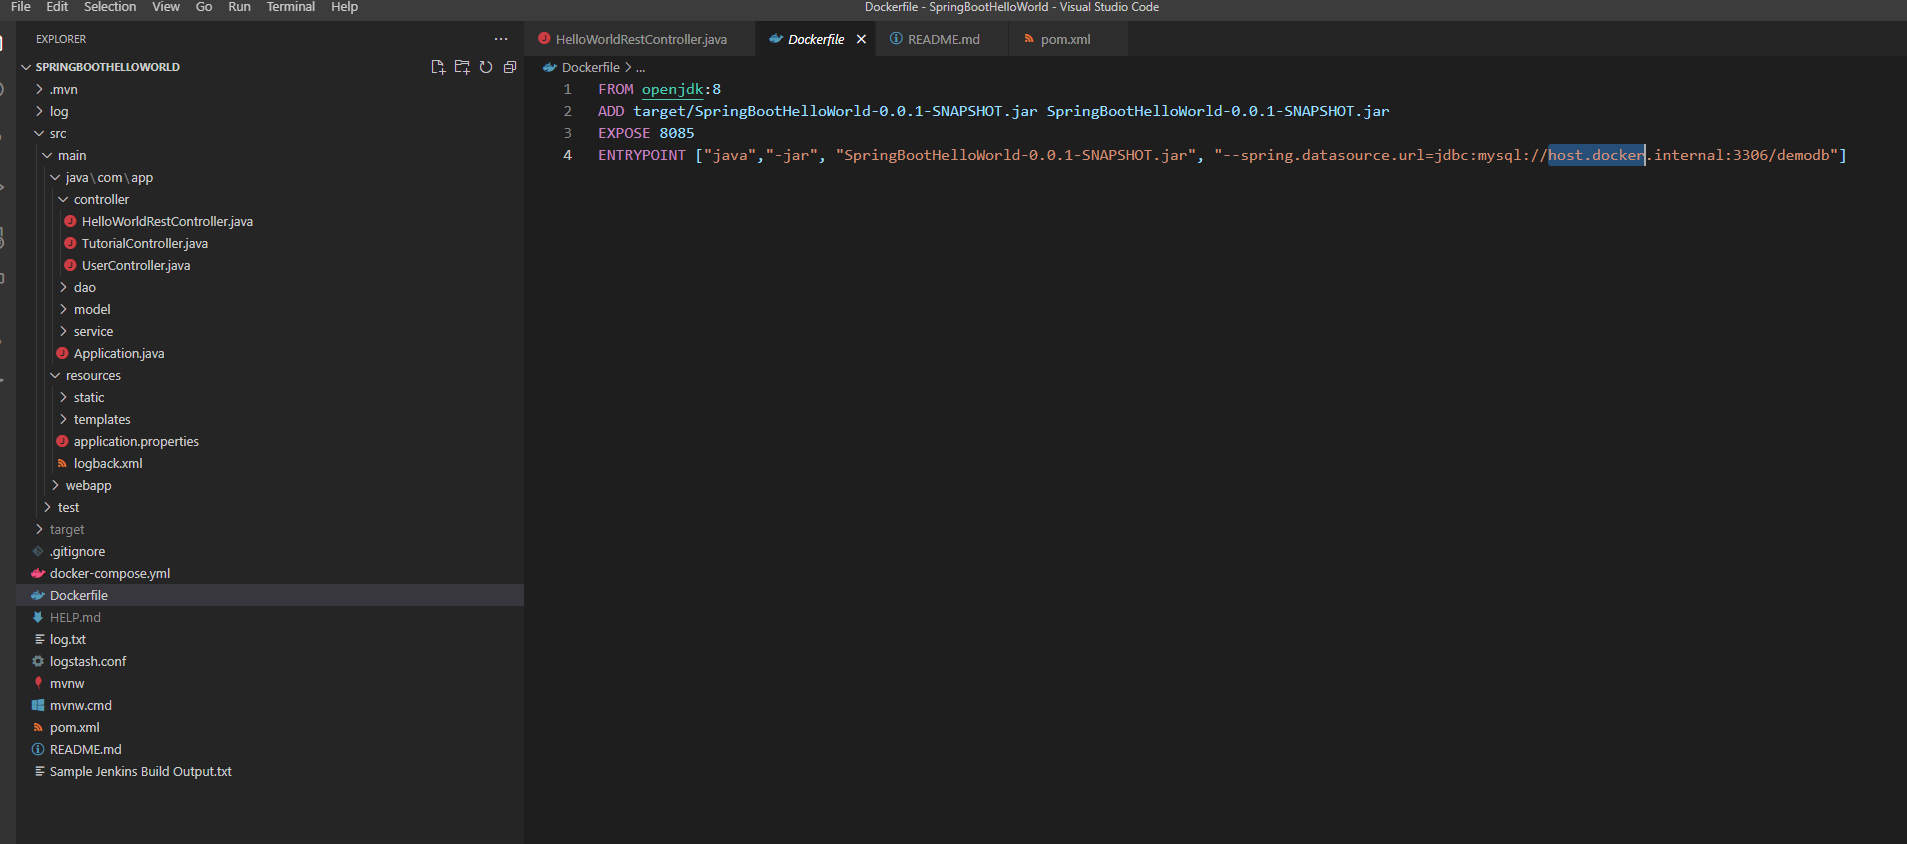 File Edit Selection View Go Run Terminal Help
Dockerfile - SpringBootHelloWorld - Visual Studio Code
EXPLORER
SPRINGBOOTHELLOWORLD
.mvn
log
src
main
java\com\app
controller
HelloWorldRestController.java
TutorialController.java
UserController.java
dao
model
service
Application.java
resources
static
templates
application.properties
logback.xml
webapp
test
target
.gitignore
docker-compose.yml
Dockerfile
HELP.md
log.txt
logstash.conf
mvnw
mvnw.cmd
pom.xml
README.md
Sample Jenkins Build Output.txt
HelloWorldRestController.java Dockerfile README.md pom.xml
Dockerfile > ...
1 FROM openjdk:8
2 ADD target/SpringBootHelloWorld-0.0.1-SNAPSHOT.jar SpringBootHelloWorld-0.0.1-SNAPSHOT.jar
3 EXPOSE 8085
4 ENTRYPOINT ["java","-jar", "SpringBootHelloWorld-0.0.1-SNAPSHOT.jar", "--spring.datasource.url=jdbc:mysql://host.docker.internal:3306/demodb"]